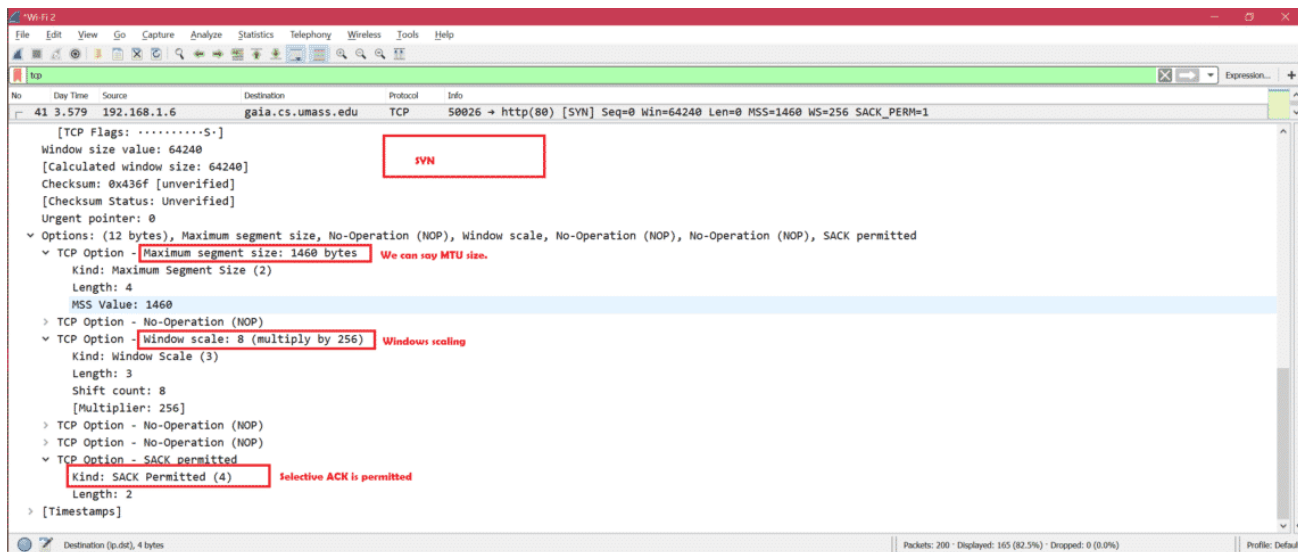 *Wi-Fi 2
File Edit View Go Capture Analyze Statistics Telephony Wireless Tools Help
tcp
Expression... +
No Day Time Source Destination Protocol Info
41 3.579 192.168.1.6 gaia.cs.umass.edu TCP 50026 → http(80) [SYN] Seq=0 Win=64240 Len=0 MSS=1460 WS=256 SACK_PERM=1
[TCP Flags: ··········S·]
Window size value: 64240
SYN
[Calculated window size: 64240]
Checksum: 0x436f [unverified]
[Checksum Status: Unverified]
Urgent pointer: 0
Options: (12 bytes), Maximum segment size, No-Operation (NOP), Window scale, No-Operation (NOP), No-Operation (NOP), SACK permitted
TCP Option - Maximum segment size: 1460 bytes We can say MTU size.
Kind: Maximum Segment Size (2)
Length: 4
MSS Value: 1460
TCP Option - No-Operation (NOP)
TCP Option - Window scale: 8 (multiply by 256) Windows scaling
Kind: Window Scale (3)
Length: 3
Shift count: 8
[Multiplier: 256]
TCP Option - No-Operation (NOP)
TCP Option - No-Operation (NOP)
TCP Option - SACK permitted
Kind: SACK Permitted (4) Selective ACK is permitted
Length: 2
[Timestamps]
Destination (ip.dst), 4 bytes Packets: 200 · Displayed: 165 (82.5%) · Dropped: 0 (0.0%) Profile: Defaul